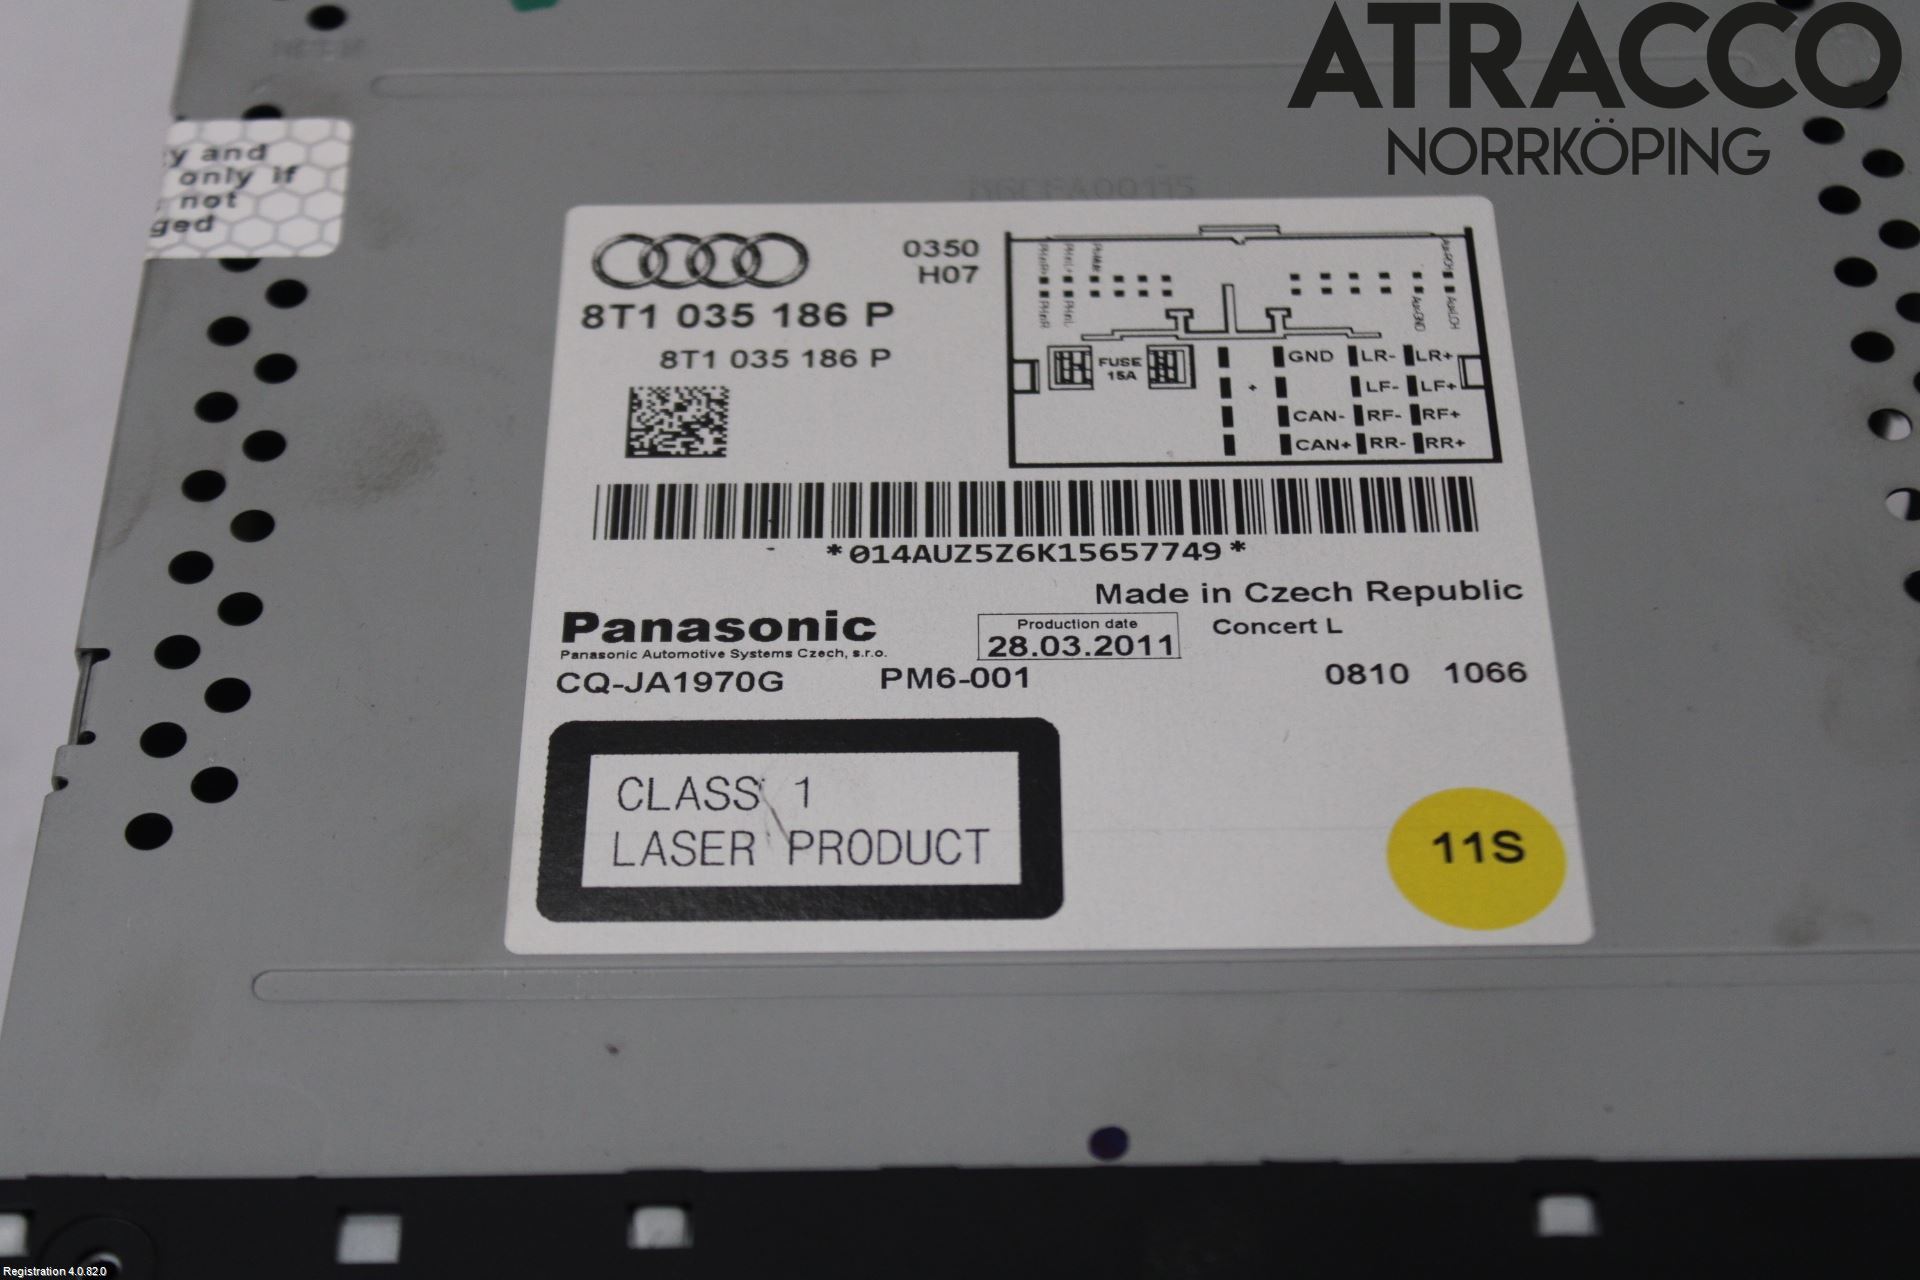 ATRACCO
NORRKÖPING
y and
only if
not
ged
0350
H07
8T1 035 186 P
8T1 035 186 P
FUSE
15A
+
GND LR- LR+
LF- LF+
CAN- RF- RF+
CAN+ RR- RR+
*014AUZ5Z6K15657749*
Made in Czech Republic
Panasonic
Panasonic Automotive Systems Czech, s.r.o.
Production date
28.03.2011
Concert L
CQ-JA1970G PM6-001
0810 1066
CLASS 1
LASER PRODUCT
11S
Registration 4.0.82.0